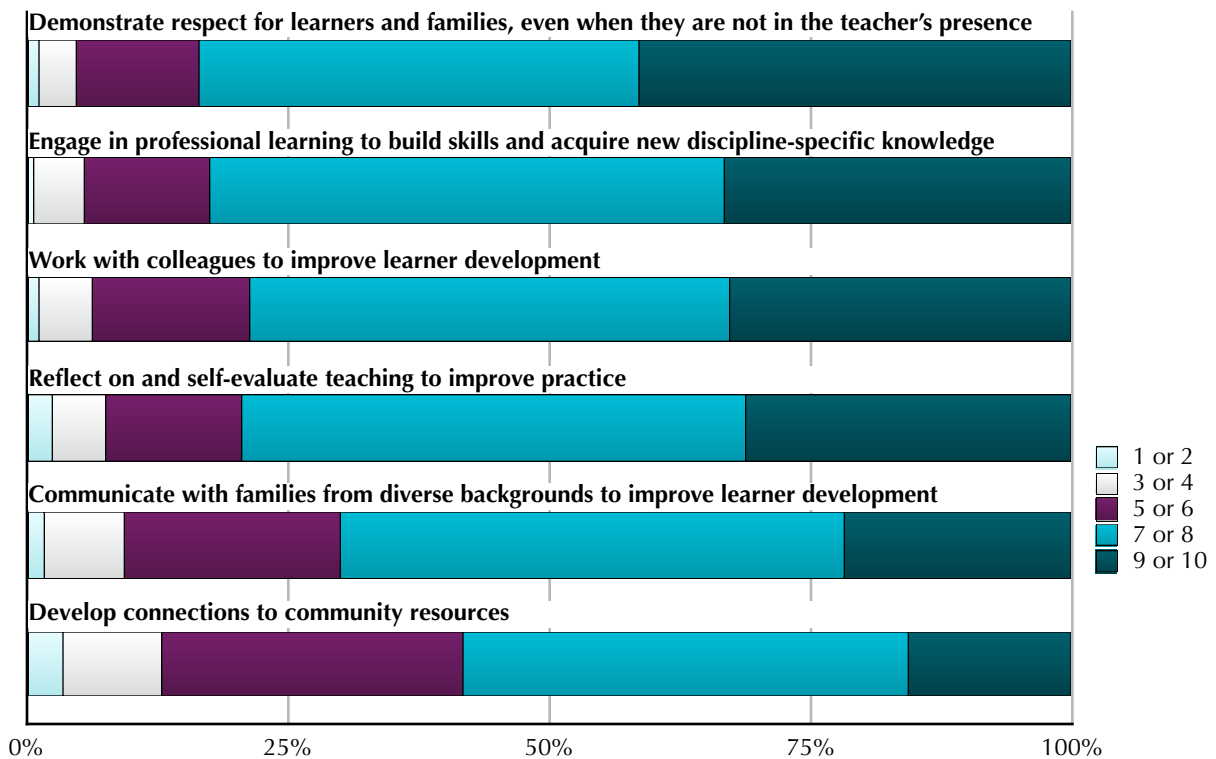 Demonstrate respect for learners and families, even when they are not in the teacher’s presence
Engage in professional learning to build skills and acquire new discipline-specific knowledge
Work with colleagues to improve learner development
Reflect on and self-evaluate teaching to improve practice
Communicate with families from diverse backgrounds to improve learner development
Develop connections to community resources
1 or 2
3 or 4
5 or 6
7 or 8
9 or 10
0% 25% 50% 75% 100%